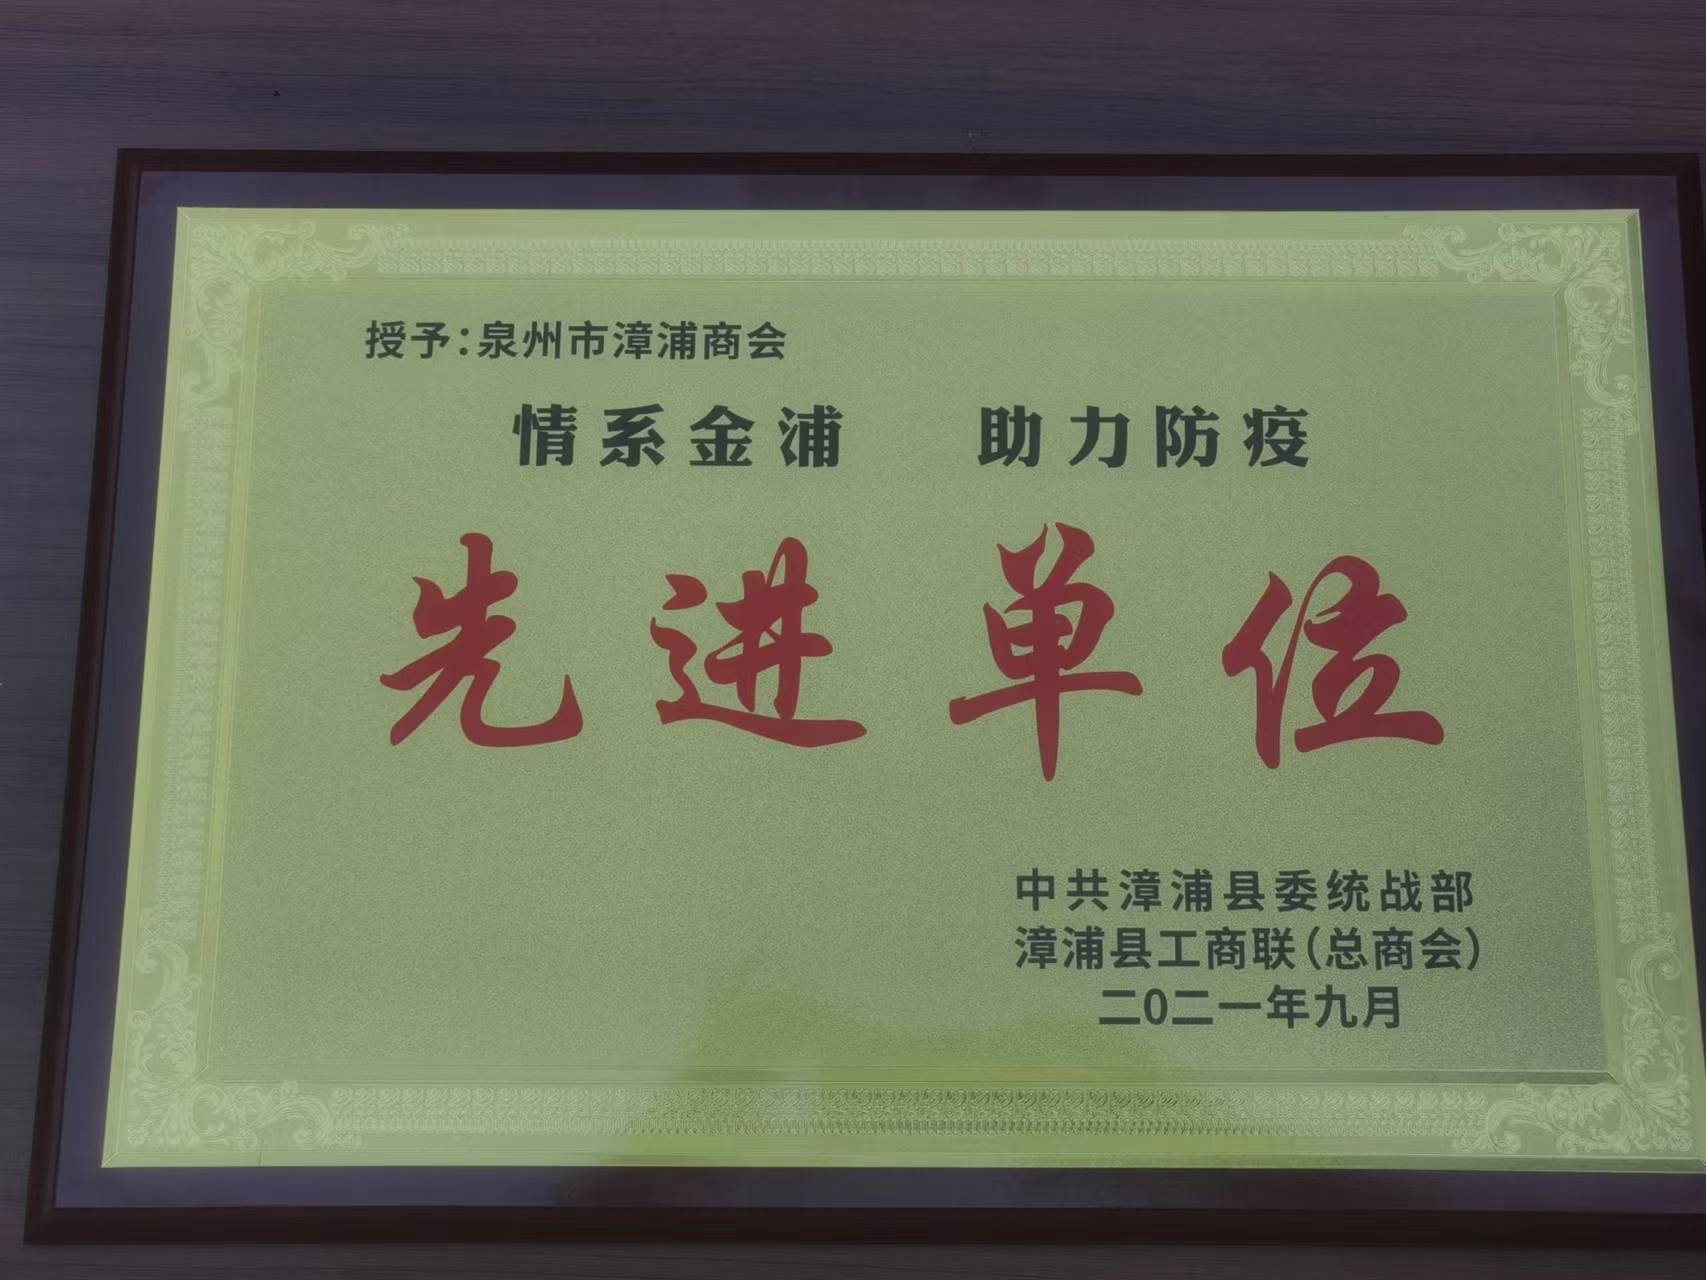 授予：泉州市漳浦商会
情系金浦 助力防疫
先进单位
中共漳浦县委统战部
漳浦县工商联（总商会）
二0二一年九月